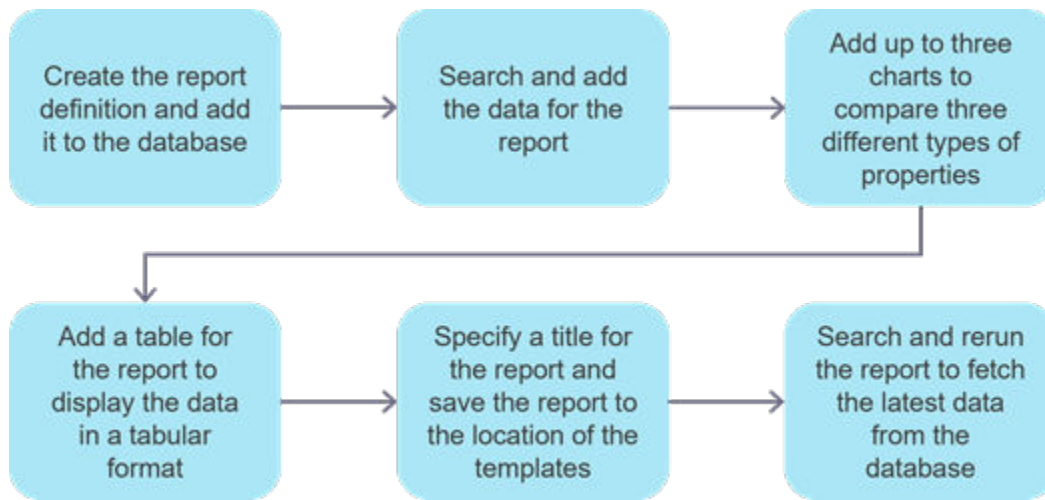 Create the report
definition and add
it to the database
Search and add
the data for the
report
Add up to three
charts to
compare three
different types of
properties
Add a table for
the report to
display the data
in a tabular
format
Specify a title for
the report and
save the report to
the location of the
templates
Search and rerun
the report to fetch
the latest data
from the
database